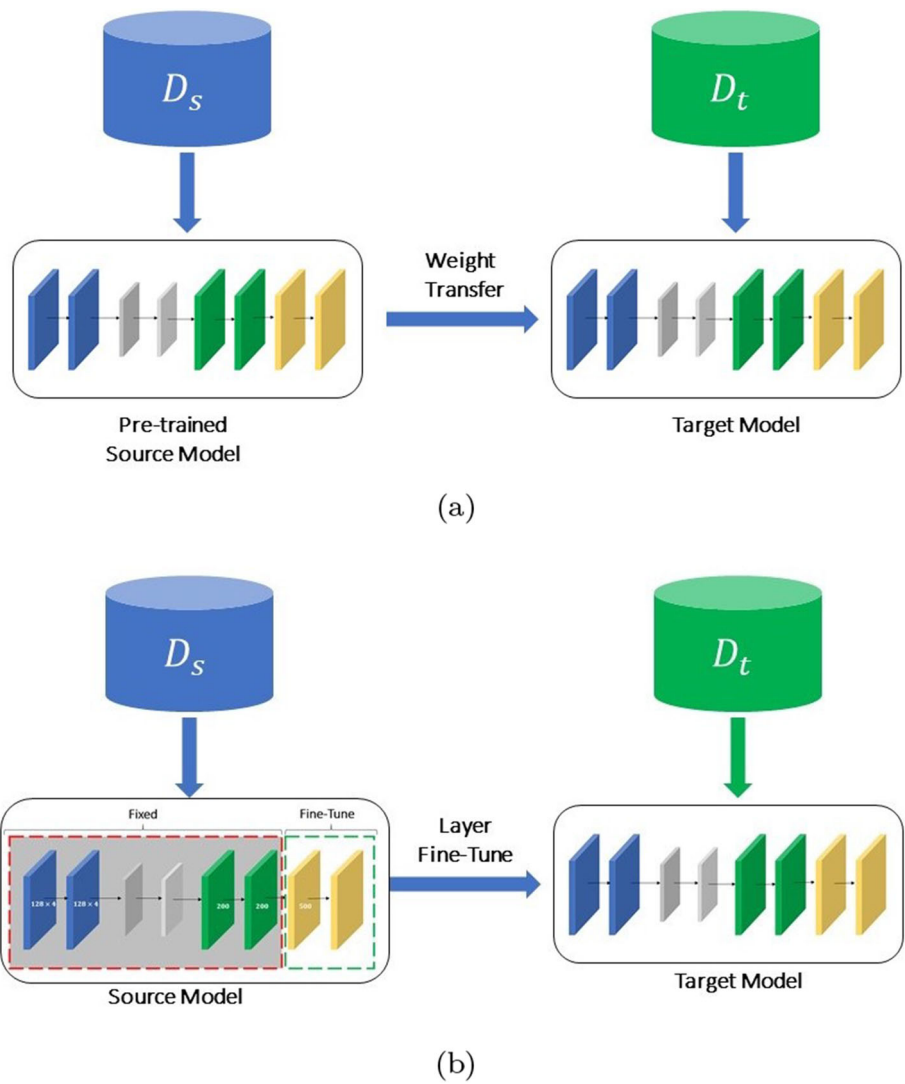 D_s
D_t
Weight
Transfer
Pre-trained
Source Model
Target Model
(a)
D_s
D_t
Fixed
Fine-Tune
128 × 4
128 × 4
200
200
500
Layer
Fine-Tune
Source Model
Target Model
(b)